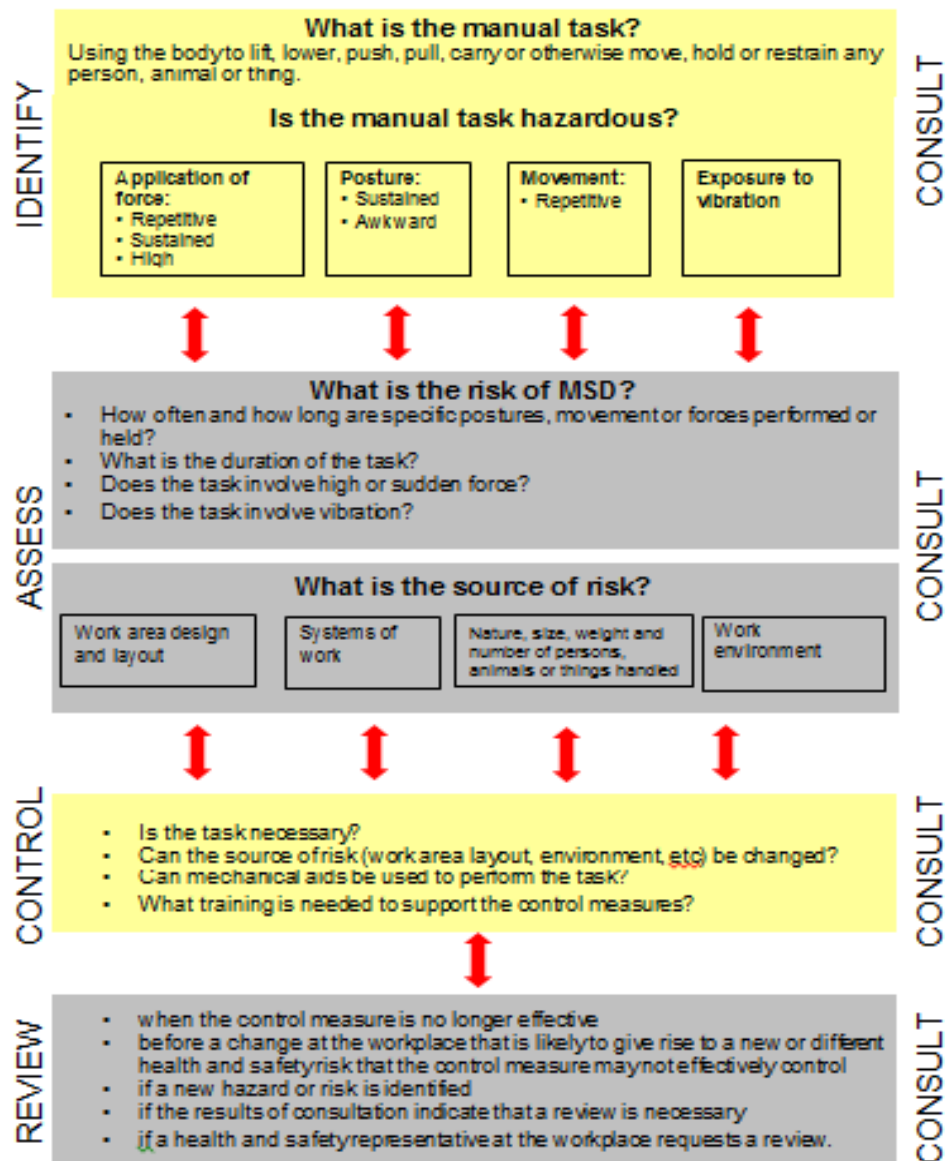 What is the manual task?
Using the body to lift, lower, push, pull, carry or otherwise move, hold or restrain any
person, animal or thing.
IDENTIFY
CONSULT
Is the manual task hazardous?
Application of
force:
• Repetitive
• Sustained
• High
Posture:
• Sustained
• Awkward
Movement:
• Repetitive
Exposure to
vibration
What is the risk of MSD?
• How often and how long are specific postures, movement or forces performed or
held?
• What is the duration of the task?
• Does the task involve high or sudden force?
• Does the task involve vibration?
ASSESS
CONSULT
What is the source of risk?
Work area design
and layout
Systems of
work
Nature, size, weight and
number of persons,
animals or things handled
Work
environment
CONTROL
CONSULT
• Is the task necessary?
• Can the source of risk (work area layout, environment, etc) be changed?
• Can mechanical aids be used to perform the task?
• What training is needed to support the control measures?
REVIEW
CONSULT
• when the control measure is no longer effective
• before a change at the workplace that is likely to give rise to a new or different
health and safety risk that the control measure may not effectively control
• if a new hazard or risk is identified
• if the results of consultation indicate that a review is necessary
• if a health and safety representative at the workplace requests a review.